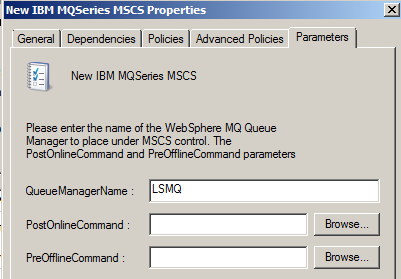 New IBM MQSeries MSCS Properties
General Dependencies Policies Advanced Policies Parameters
New IBM MQSeries MSCS
Please enter the name of the WebSphere MQ Queue
Manager to place under MSCS control. The
PostOnlineCommand and PreOfflineCommand parameters
QueueManagerName : LSMQ
PostOnlineCommand : Browse...
PreOfflineCommand : Browse...